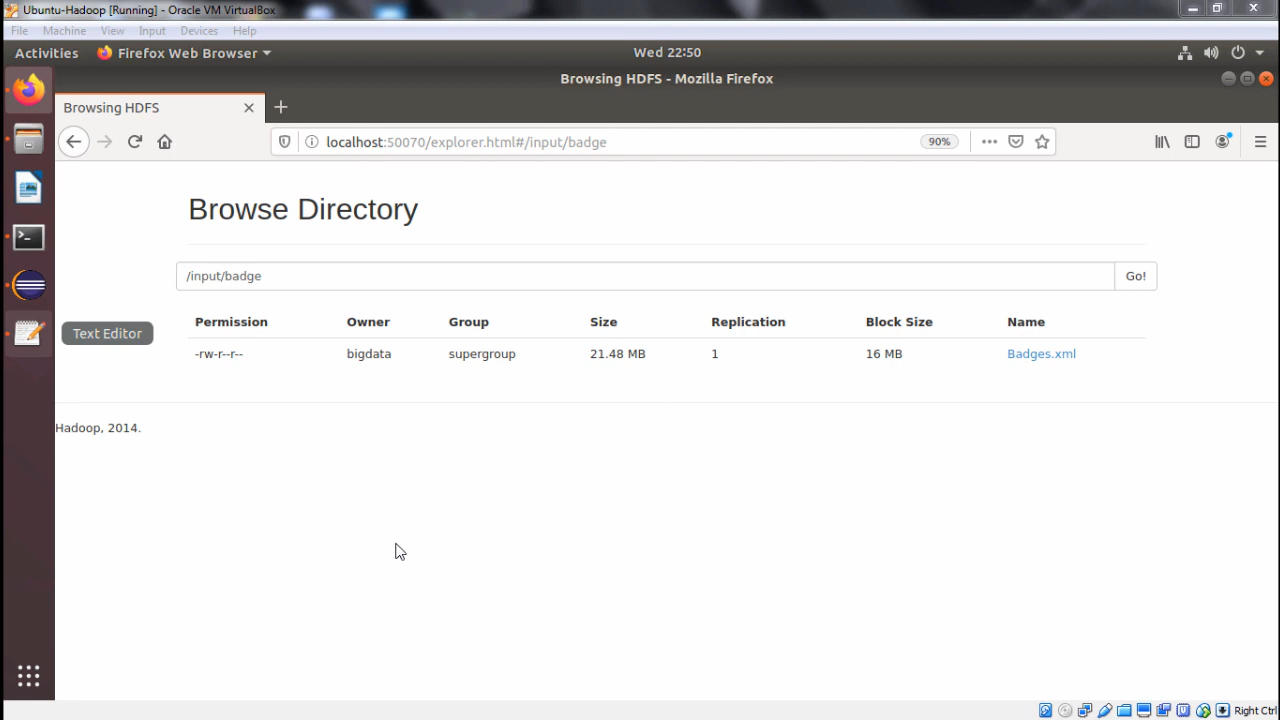 Ubuntu-Hadoop [Running] - Oracle VM VirtualBox
File Machine View Input Devices Help
Activities Firefox Web Browser Wed 22:50
Browsing HDFS - Mozilla Firefox
Browsing HDFS
localhost:50070/explorer.html#/input/badge 90%
Browse Directory
/input/badge Go!
Permission Owner Group Size Replication Block Size Name
Text Editor
-rw-r--r-- bigdata supergroup 21.48 MB 1 16 MB Badges.xml
Hadoop, 2014.
Right Ctrl